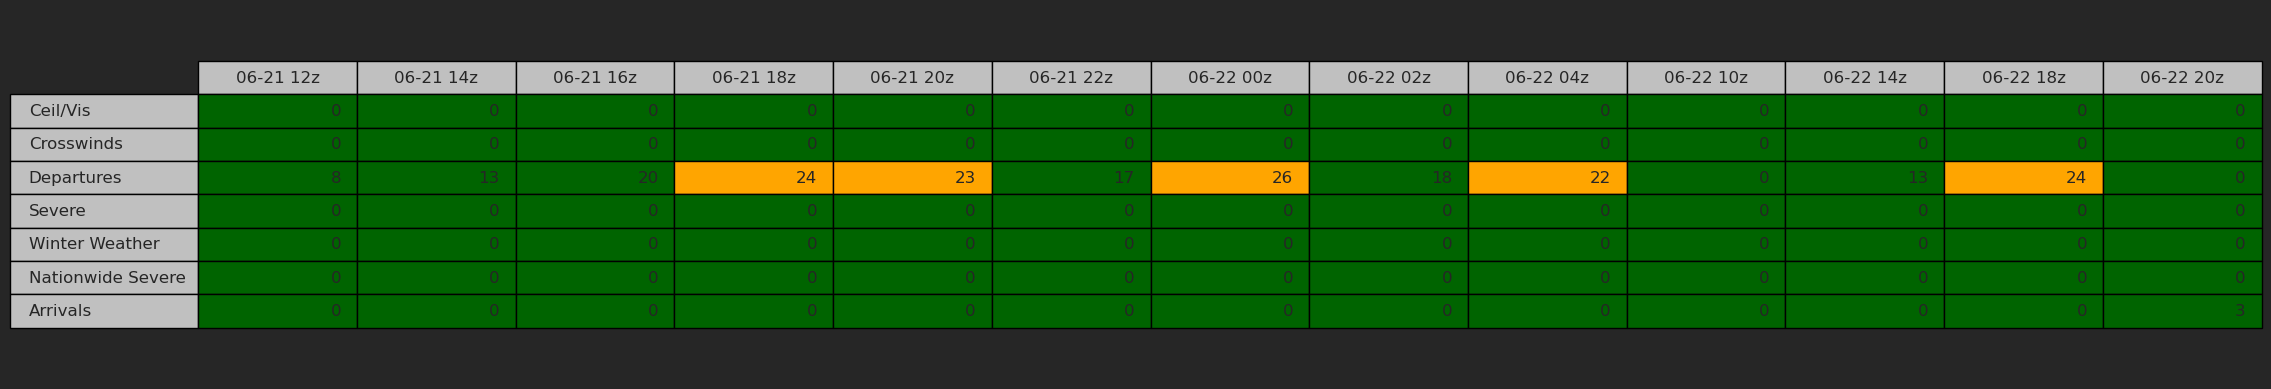 06-21 12z 06-21 14z 06-21 16z 06-21 18z 06-21 20z 06-21 22z 06-22 00z 06-22 02z 06-22 04z 06-22 10z 06-22 14z 06-22 18z 06-22 20z
Ceil/Vis 0 0 0 0 0 0 0 0 0 0 0 0 0
Crosswinds 0 0 0 0 0 0 0 0 0 0 0 0 0
Departures 8 13 20 24 23 17 26 18 22 0 13 24 0
Severe 0 0 0 0 0 0 0 0 0 0 0 0 0
Winter Weather 0 0 0 0 0 0 0 0 0 0 0 0 0
Nationwide Severe 0 0 0 0 0 0 0 0 0 0 0 0 0
Arrivals 0 0 0 0 0 0 0 0 0 0 0 0 3